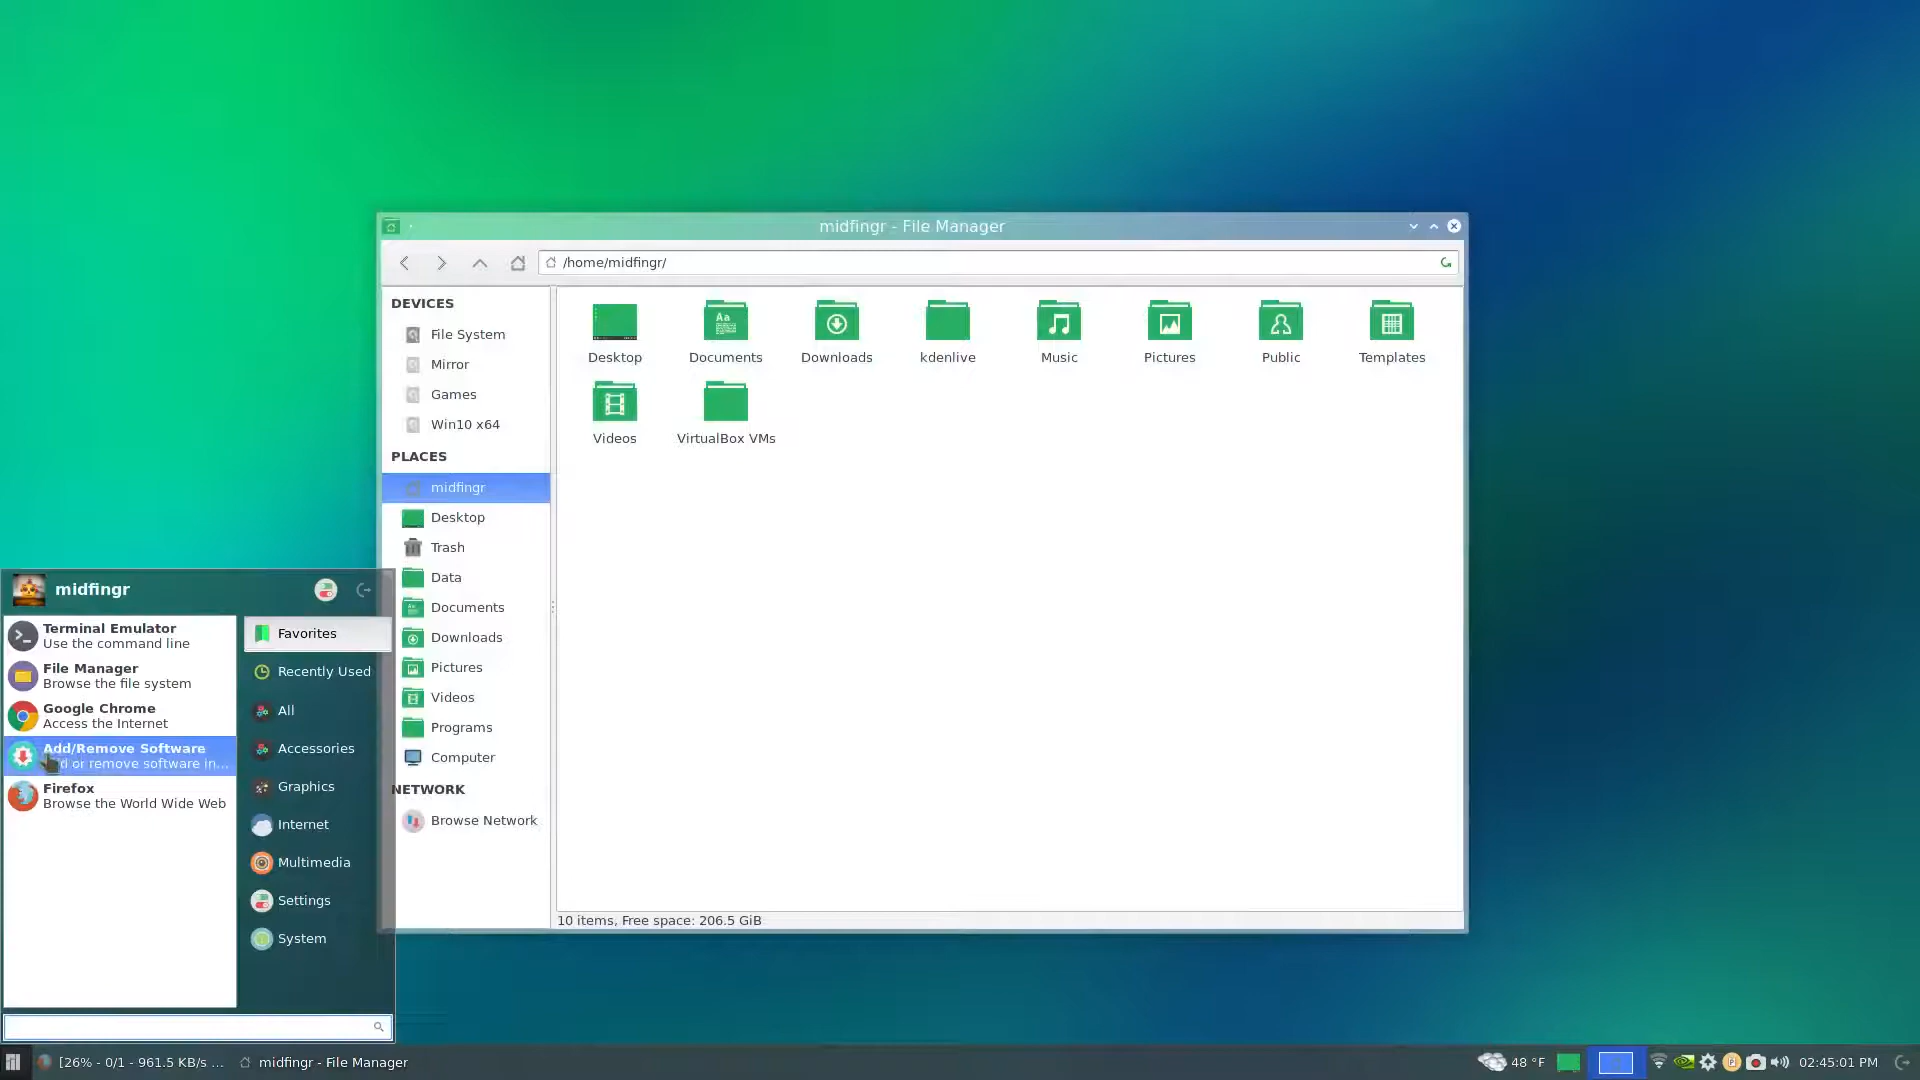 midfingr - File Manager
/home/midfingr/
DEVICES
File System
Mirror
Games
Win10 x64
PLACES
midfingr
Desktop
Trash
Data
Documents
Downloads
Pictures
Videos
Programs
Computer
NETWORK
Browse Network
Desktop
Documents
Downloads
kdenlive
Music
Pictures
Public
Templates
Videos
VirtualBox VMs
10 items, Free space: 206.5 GiB
midfingr
Terminal Emulator
Use the command line
File Manager
Browse the file system
Google Chrome
Access the Internet
Add/Remove Software
or remove software in...
Firefox
Browse the World Wide Web
Favorites
Recently Used
All
Accessories
Graphics
Internet
Multimedia
Settings
System
[26% - 0/1 - 961.5 KB/s ...
midfingr - File Manager
48 °F
02:45:01 PM